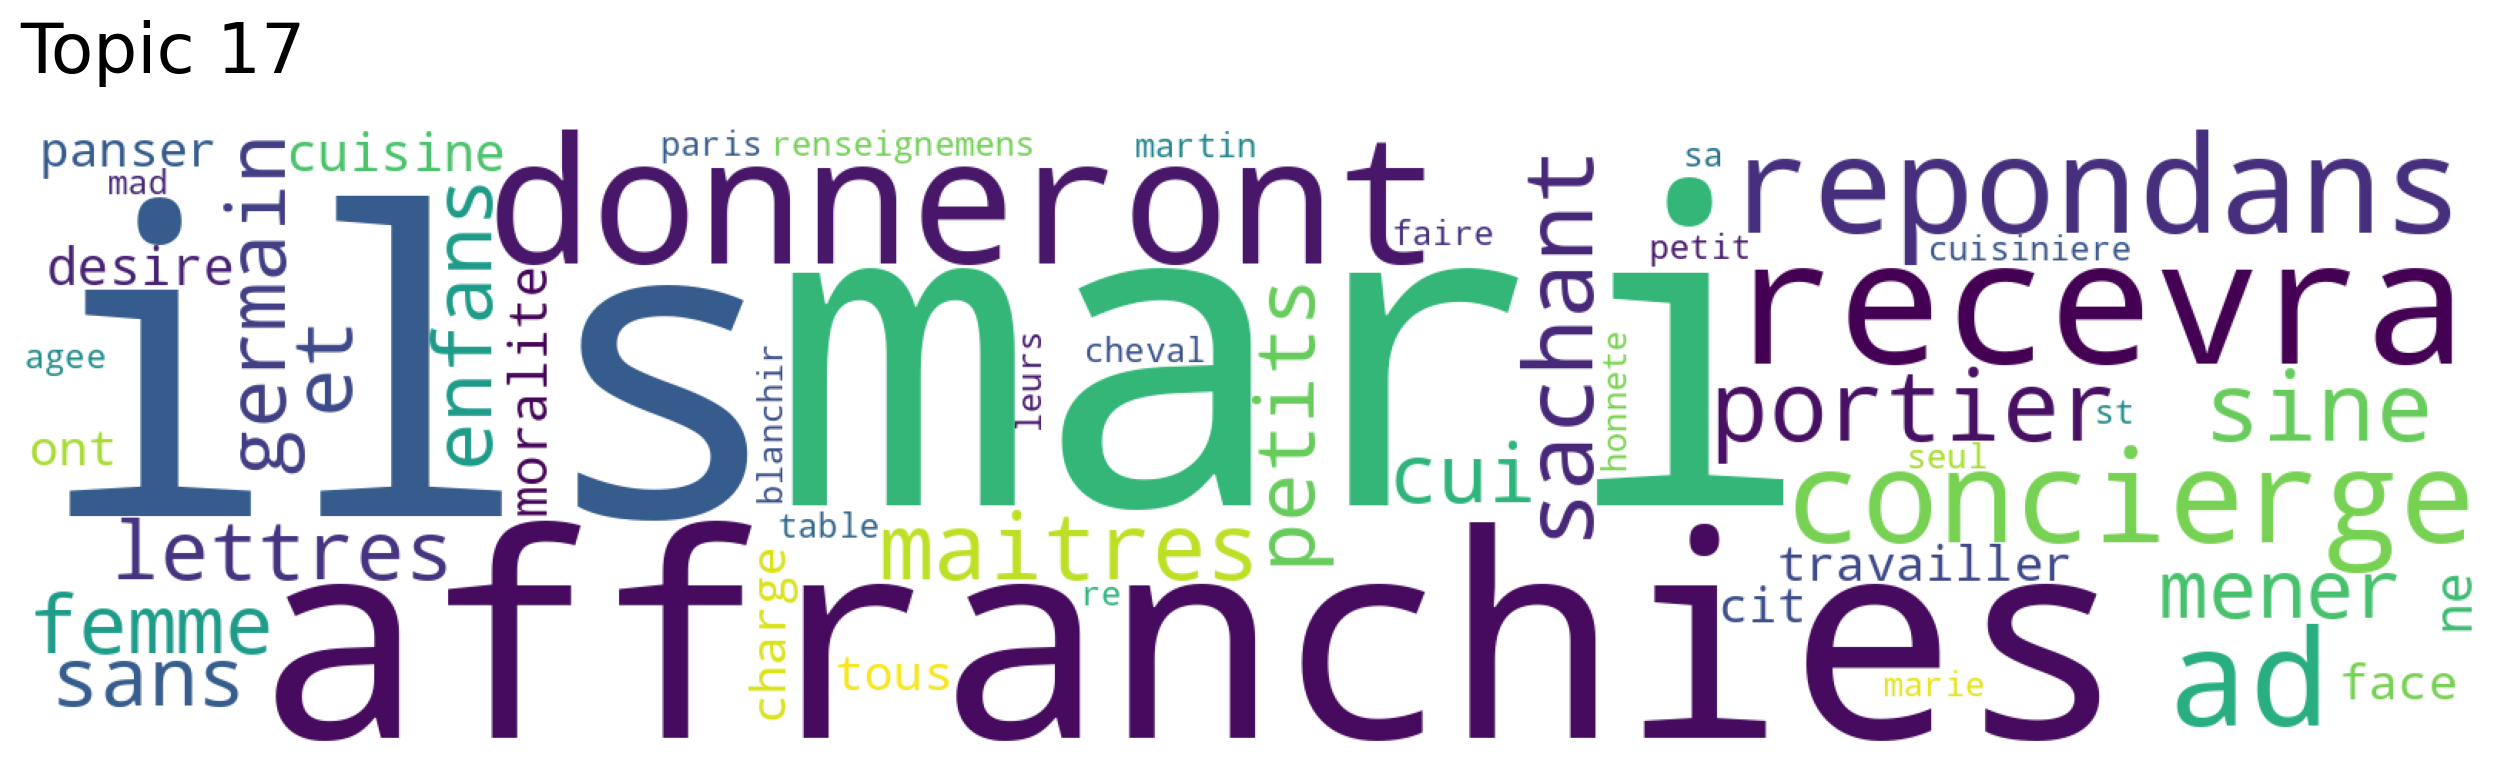 Topic 17
panser
cuisine
paris
renseignemens
martin
sa
mad
germain
donneront
repondans
desire
enfans
faire
petit
cuisiniere
ils
mari
sachant
recevra
agee
get
moralite
blanchir
leurs
cheval
petits
honnete
portier
st
sine
ont
cui
seul
concierge
lettres
table
maitres
travailler
femme
charge
re
cit
mener
ne
affranchies
sans
tous
marie
ad
face